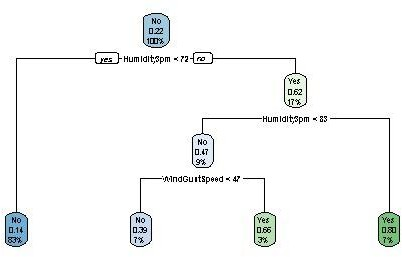 No
0.22
100%
yes Humidity3pm < 72 no
Yes
0.62
17%
Humidity3pm < 83
No
0.47
9%
WindGustSpeed < 47
No
0.14
83%
No
0.39
7%
Yes
0.66
3%
Yes
0.80
7%